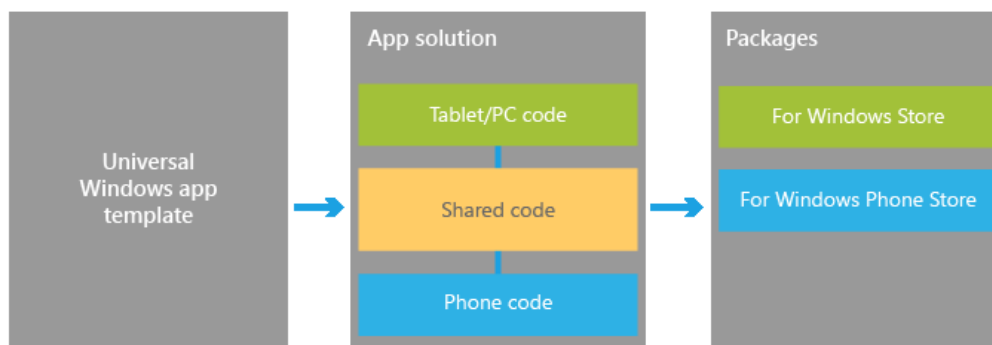 Universal
Windows app
template
App solution
Tablet/PC code
Shared code
Phone code
Packages
For Windows Store
For Windows Phone Store